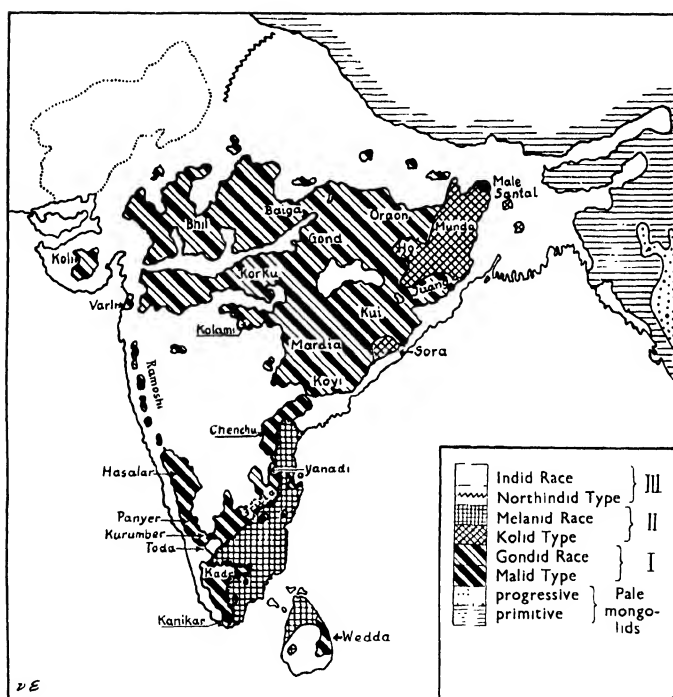 Male
Santal
Bhil
Baiga
Oraon
Munda
Gond
Ho
Koli
Korku
Juang
Varli
Kui
Kolami
Sora
Mardia
Koyi
Ramoshi
Chenchu
Hasalar
Yanadi
Panyer
Kurumber
Toda
Kadr
Kanikar
Wedda
Indid Race
Northindid Type
III
Melanid Race
Kolid Type
II
Gondid Race
Malid Type
I
progressive
primitive
Pale
mongo-
lids
v E